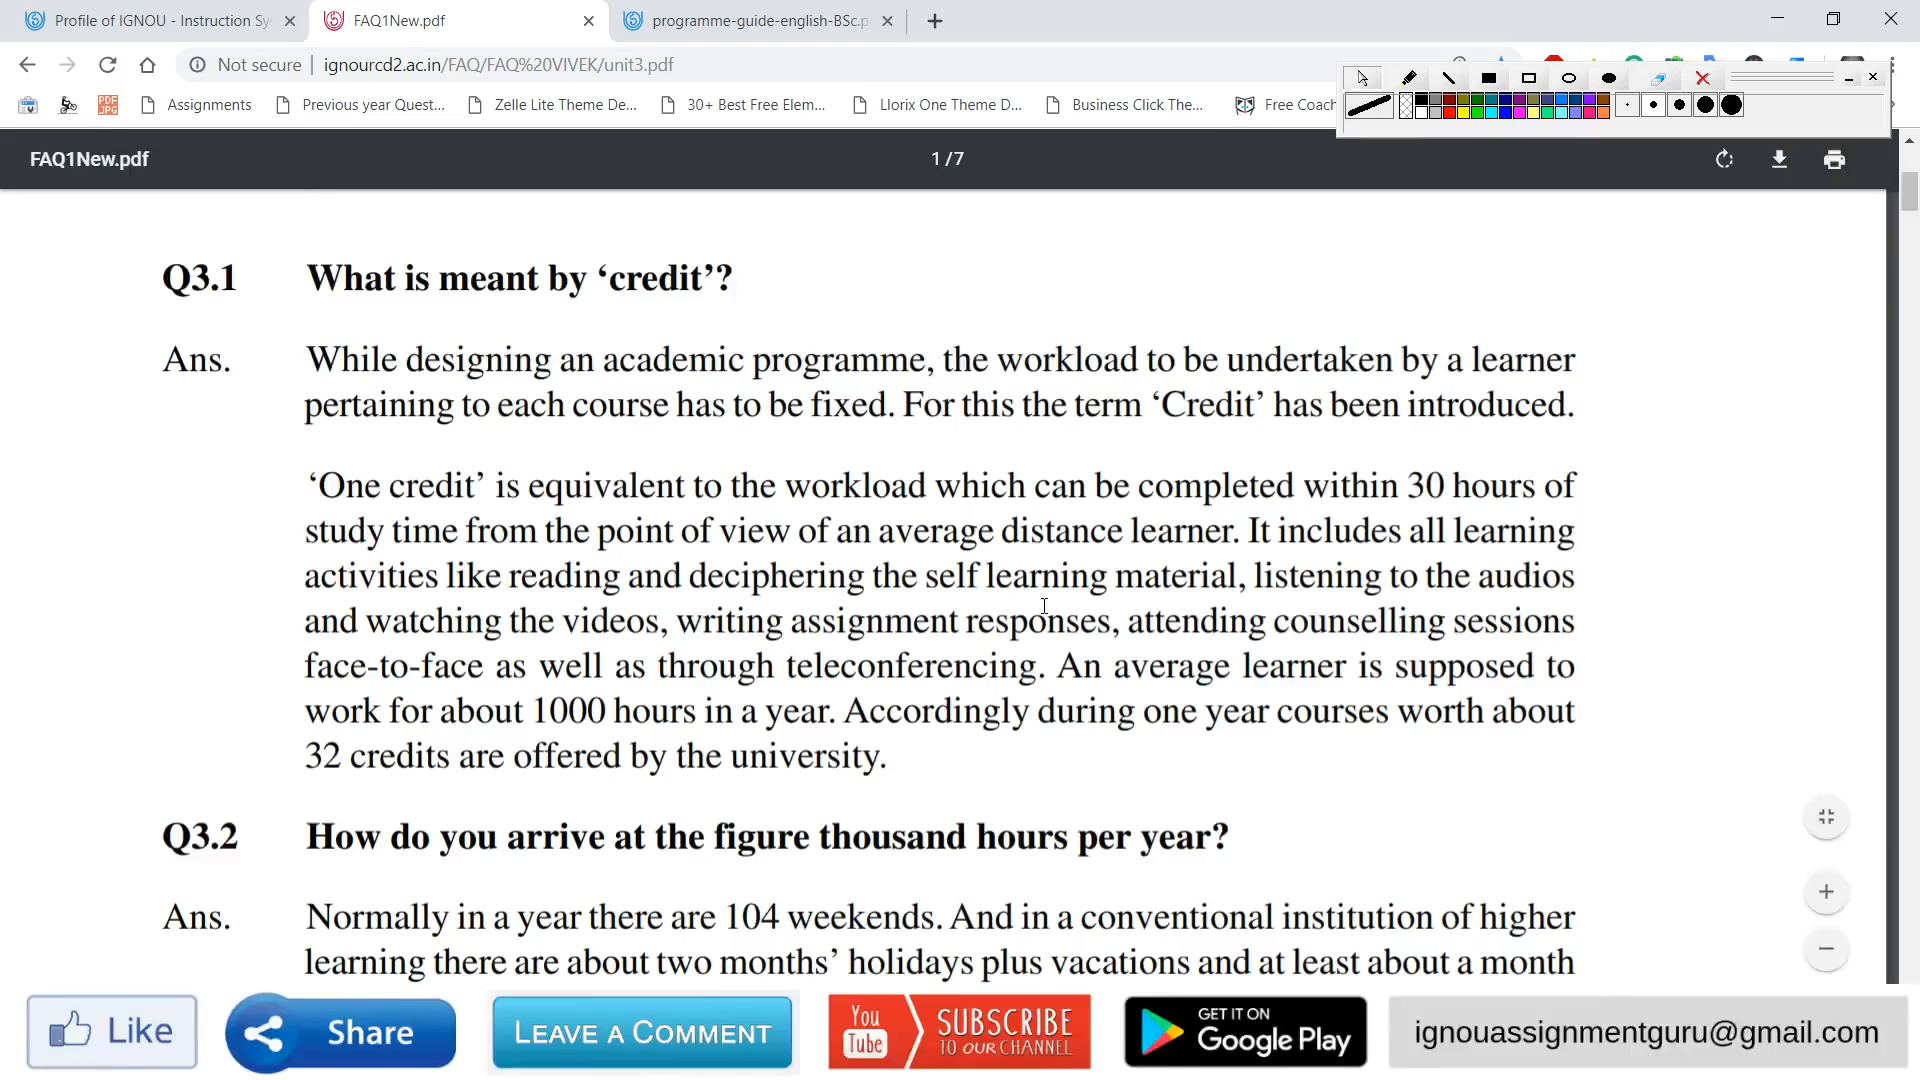 Profile of IGNOU - Instruction Sy
FAQ1New.pdf
programme-guide-english-BSc.p
Not secure | ignourcd2.ac.in/FAQ/FAQ%20VIVEK/unit3.pdf
PDF JPG
Assignments
Previous year Quest...
Zelle Lite Theme De...
30+ Best Free Elem...
Llorix One Theme D...
Business Click The...
Free Coach
FAQ1New.pdf
1 / 7
Q3.1 What is meant by ‘credit’?
Ans. While designing an academic programme, the workload to be undertaken by a learner
pertaining to each course has to be fixed. For this the term ‘Credit’ has been introduced.
‘One credit’ is equivalent to the workload which can be completed within 30 hours of
study time from the point of view of an average distance learner. It includes all learning
activities like reading and deciphering the self learning material, listening to the audios
and watching the videos, writing assignment responses, attending counselling sessions
face-to-face as well as through teleconferencing. An average learner is supposed to
work for about 1000 hours in a year. Accordingly during one year courses worth about
32 credits are offered by the university.
Q3.2 How do you arrive at the figure thousand hours per year?
Ans. Normally in a year there are 104 weekends. And in a conventional institution of higher
learning there are about two months’ holidays plus vacations and at least about a month
Like
Share
LEAVE A COMMENT
You Tube
SUBSCRIBE
TO OUR CHANNEL
GET IT ON
Google Play
ignouassignmentguru@gmail.com